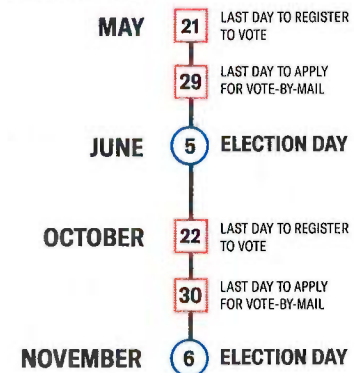 MAY 21 LAST DAY TO REGISTER
TO VOTE
29 LAST DAY TO APPLY
FOR VOTE-BY-MAIL
JUNE 5 ELECTION DAY
OCTOBER 22 LAST DAY TO REGISTER
TO VOTE
30 LAST DAY TO APPLY
FOR VOTE-BY-MAIL
NOVEMBER 6 ELECTION DAY